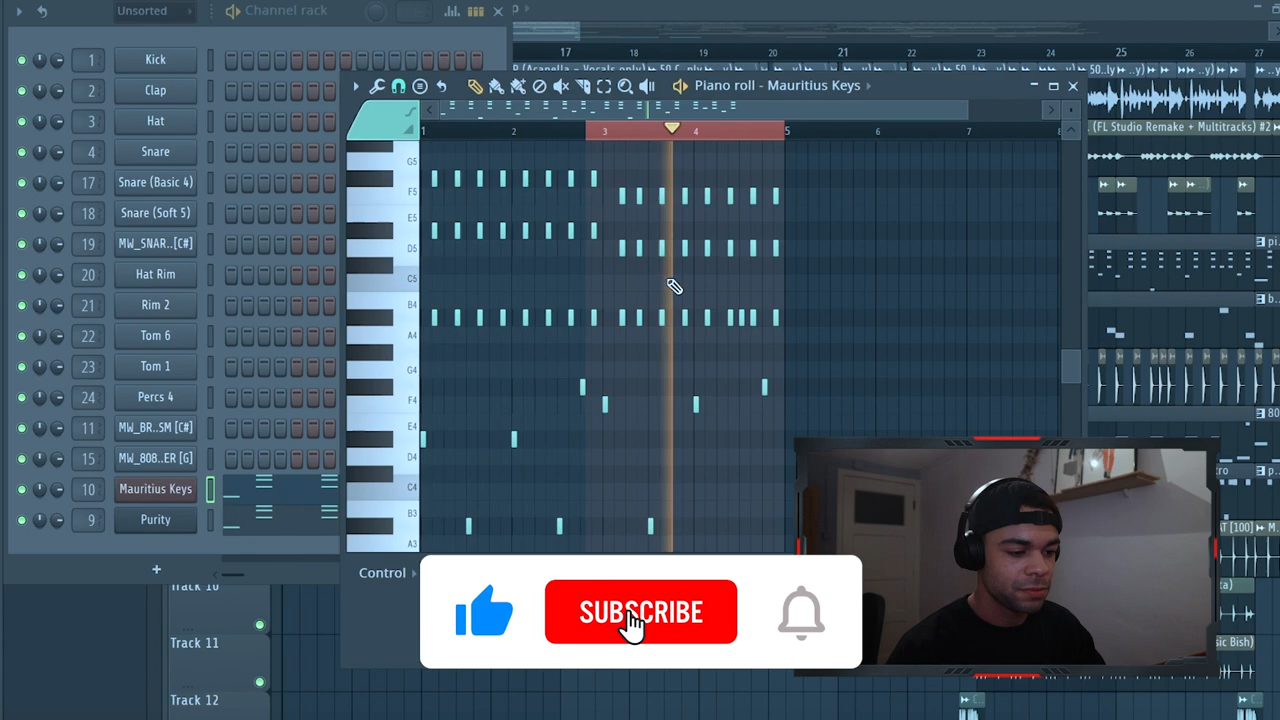 Unsorted
Channel rack
17 18 19 20 21 22 23 24 25 26 27
1 Kick
2 Clap
3 Hat
4 Snare
17 Snare (Basic 4)
18 Snare (Soft 5)
19 MW_SNAR..[C#]
20 Hat Rim
21 Rim 2
22 Tom 6
23 Tom 1
24 Percs 4
11 MW_BR..SM [C#]
15 MW_808..ER [G]
10 Mauritius Keys
9 Purity
Piano roll - Mauritius Keys
1 2 3 4 5 6 7 8
G5
F5
E5
D5
C5
B4
A4
G4
F4
E4
D4
C4
B3
A3
Control
(FL Studio Remake + Multitracks) #2
Track 10
Track 11
Track 12
SUBSCRIBE